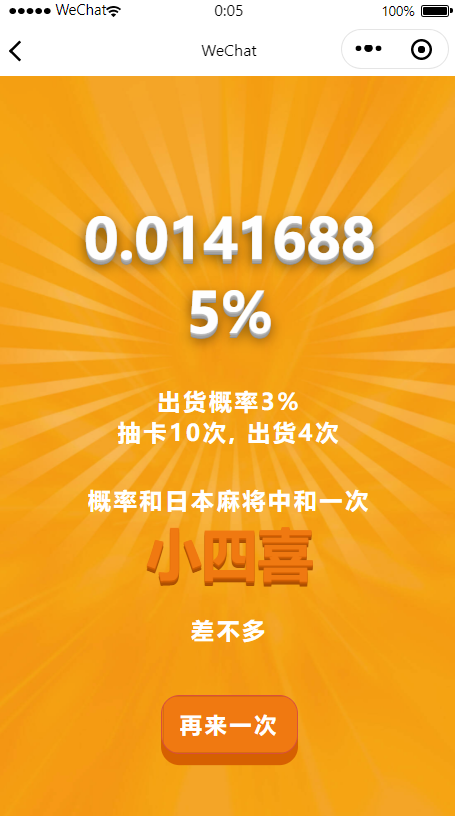 WeChat
0:05
100%
WeChat
0.0141688
5%
出货概率3%
抽卡10次, 出货4次
概率和日本麻将中和一次
小四喜
差不多
再来一次